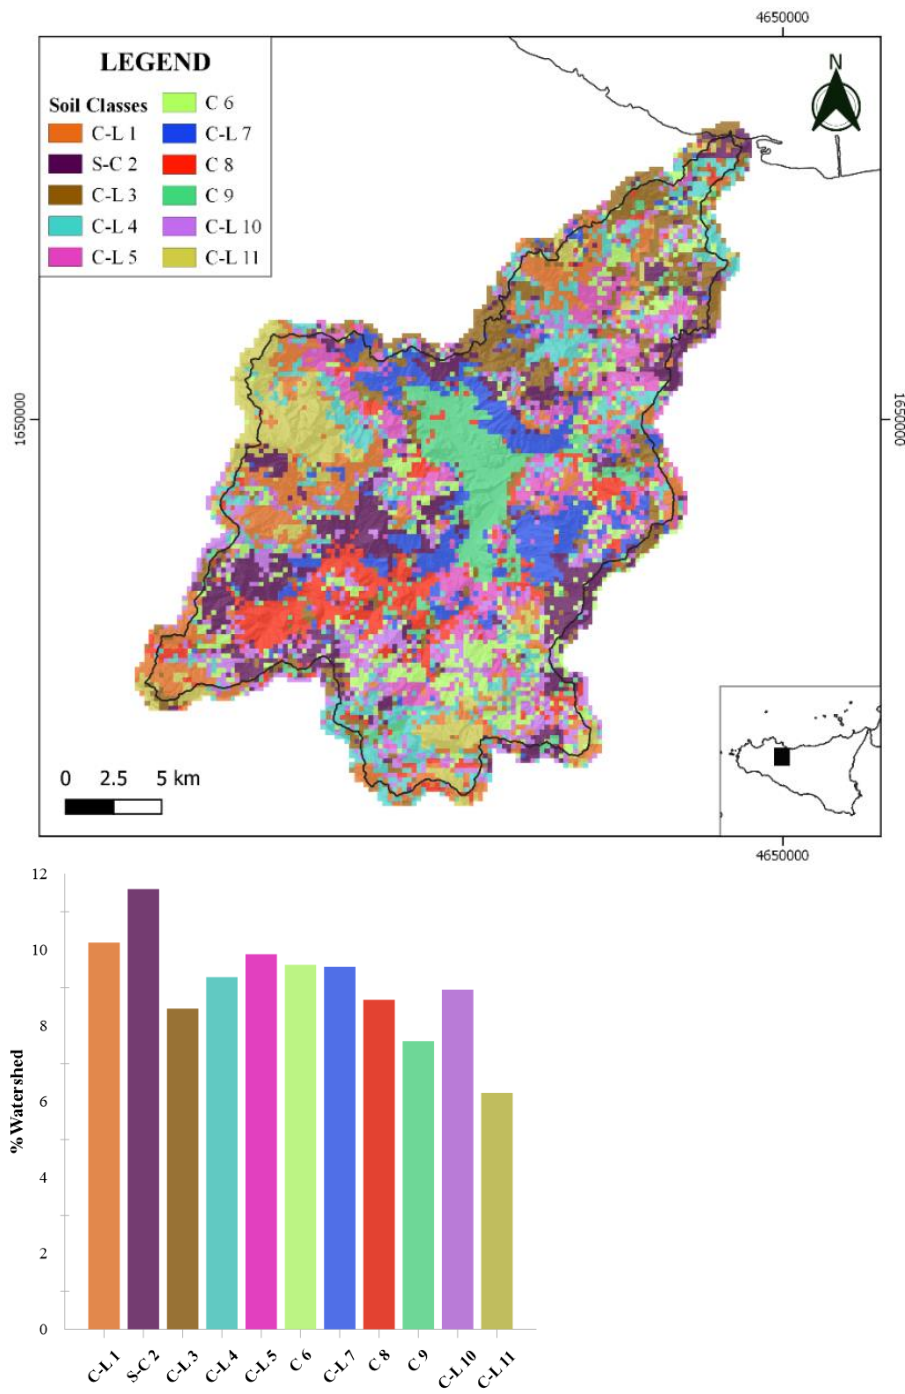 4650000
LEGEND
Soil Classes
C-L 1
S-C 2
C-L 3
C-L 4
C-L 5
C 6
C-L 7
C 8
C 9
C-L 10
C-L 11
N
1650000
1650000
0 2.5 5 km
4650000
12
10
8
6
4
2
0
%Watershed
C-L 1
S-C 2
C-L 3
C-L 4
C-L 5
C 6
C-L 7
C 8
C 9
C-L 10
C-L 11